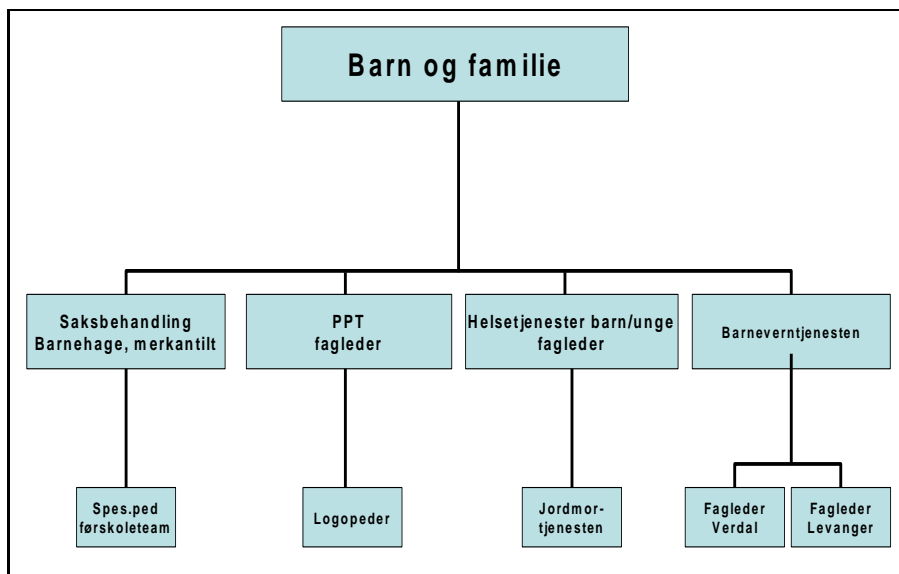 Barn og familie
Saksbehandling
Barnehage, merkantilt
PPT
fagleder
Helsetjenester barn/unge
fagleder
Barneverntjenesten
Spes.ped
førskoleteam
Logopeder
Jordmor-
tjenesten
Fagleder
Verdal
Fagleder
Levanger